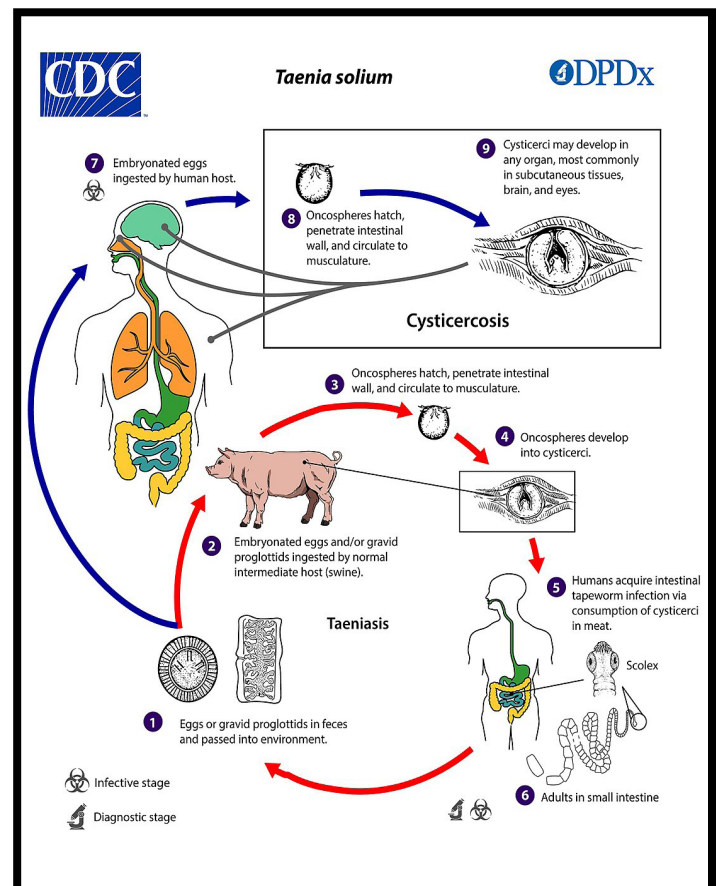 CDC
TM
Taenia solium
DPDx
7
Embryonated eggs
ingested by human host.
8
Oncospheres hatch,
penetrate intestinal
wall, and circulate to
musculature.
9
Cysticerci may develop in
any organ, most commonly
in subcutaneous tissues,
brain, and eyes.
Cysticercosis
3
Oncospheres hatch, penetrate intestinal
wall, and circulate to musculature.
4
Oncospheres develop
into cysticerci.
2
Embryonated eggs and/or gravid
proglottids ingested by normal
intermediate host (swine).
5
Humans acquire intestinal
tapeworm infection via
consumption of cysticerci
in meat.
Taeniasis
Scolex
1
Eggs or gravid proglottids in feces
and passed into environment.
6
Adults in small intestine
Infective stage
Diagnostic stage